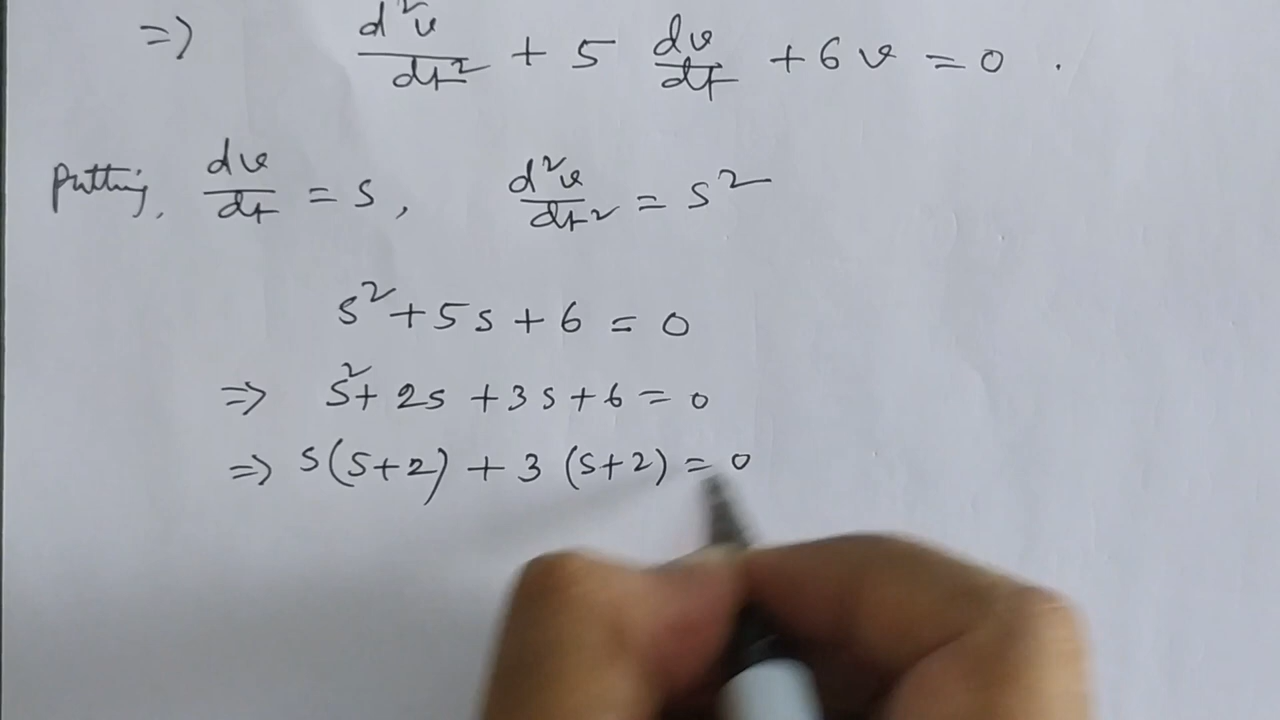 => d²v/dt² + 5 dv/dt + 6v = 0 .
Putting, dv/dt = s, d²v/dt² = s²
s² + 5s + 6 = 0
=> s² + 2s + 3s + 6 = 0
=> s(s+2) + 3 (s+2) = 0